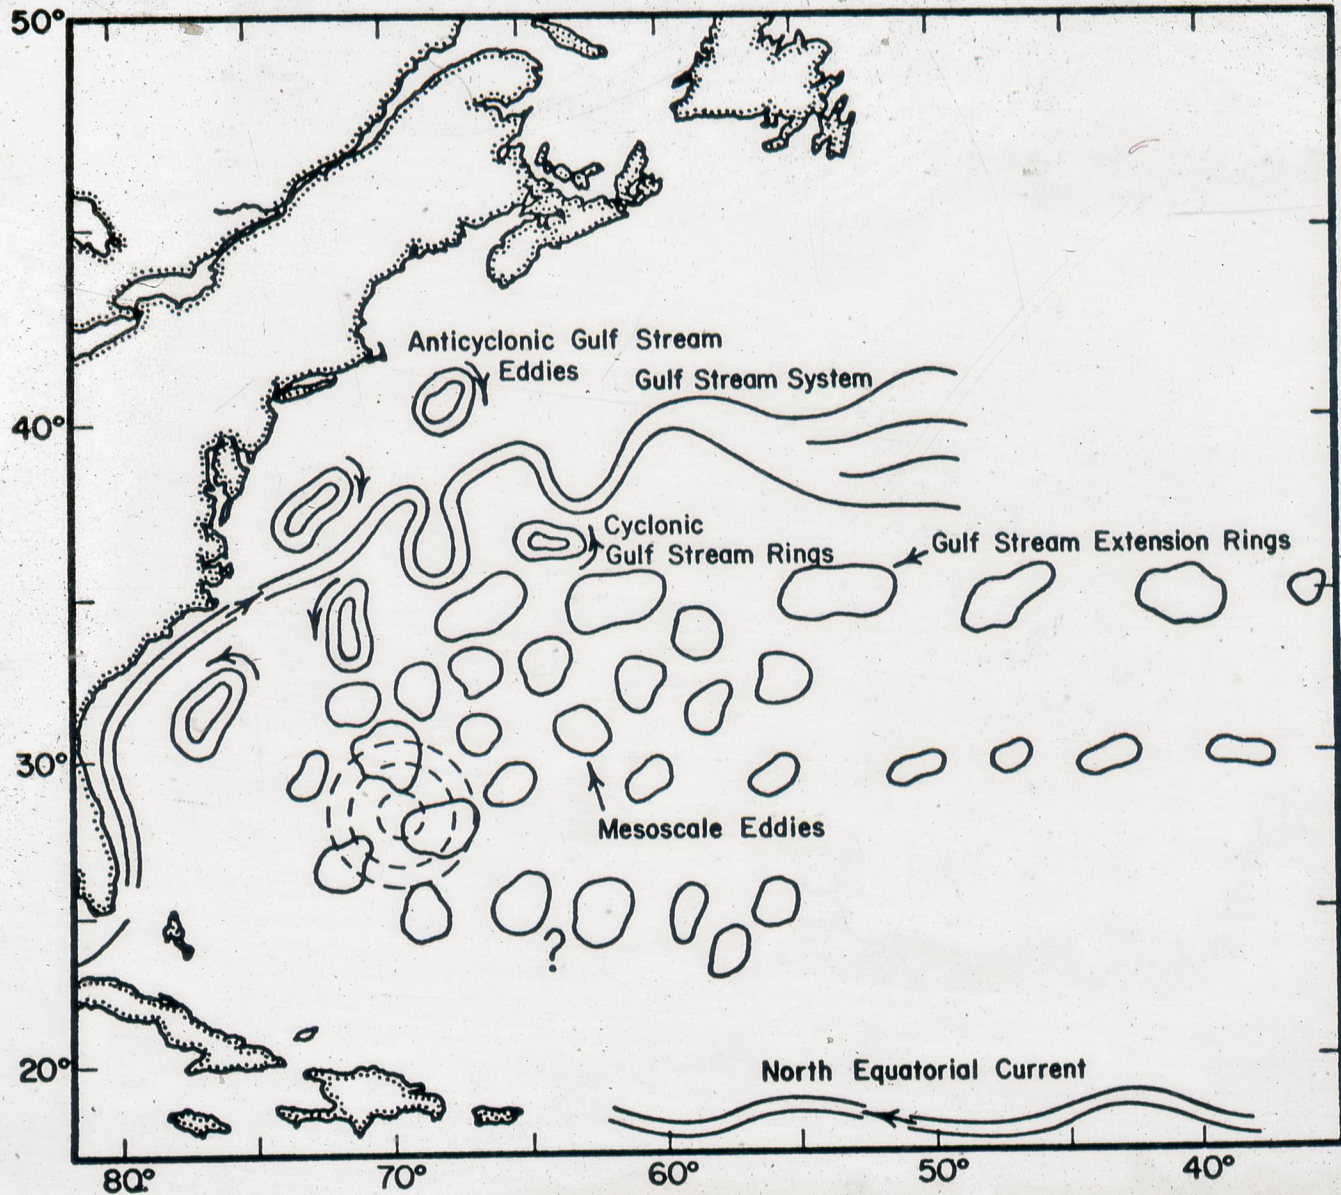 50°
Anticyclonic Gulf Stream
Eddies
Gulf Stream System
40°
Cyclonic
Gulf Stream Rings
Gulf Stream Extension Rings
30°
Mesoscale Eddies
?
20°
North Equatorial Current
80°
70°
60°
50°
40°